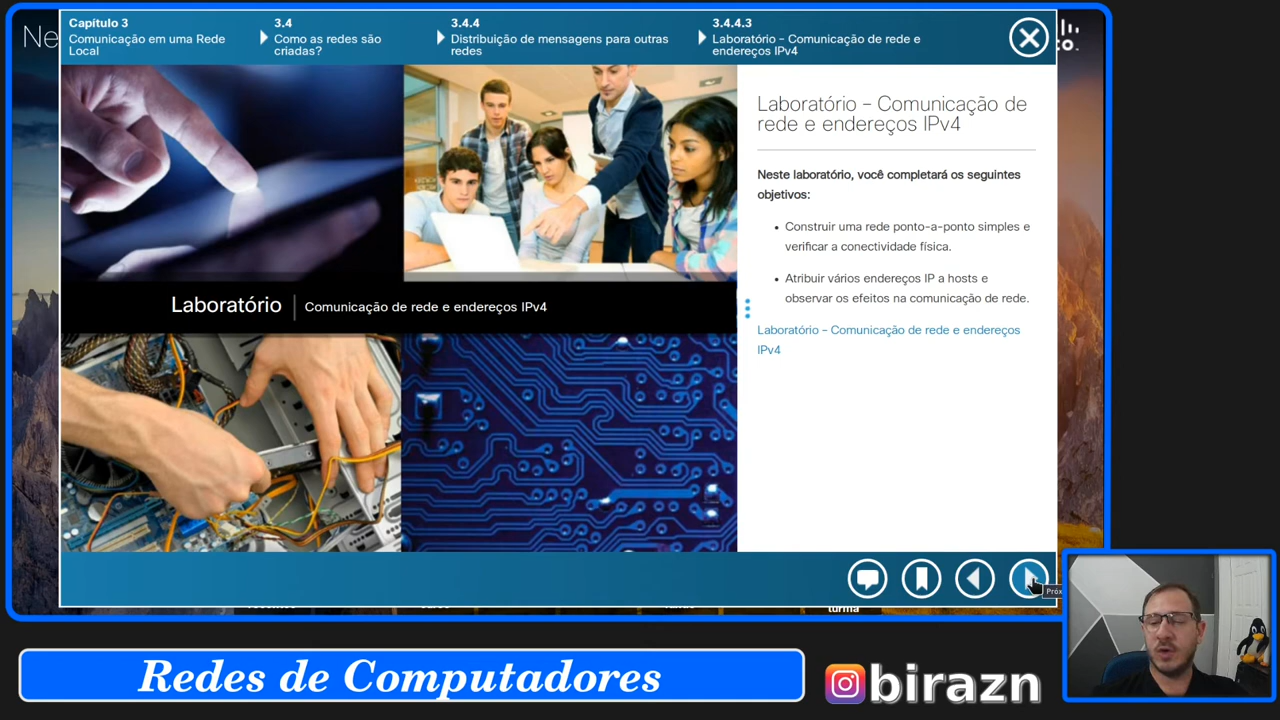 Ne
Capítulo 3
Comunicação em uma Rede
Local
3.4
Como as redes são
criadas?
3.4.4
Distribuição de mensagens para outras
redes
3.4.4.3
Laboratório - Comunicação de rede e
endereços IPv4
co.
Laboratório – Comunicação de
rede e endereços IPv4
Neste laboratório, você completará os seguintes
objetivos:
• Construir uma rede ponto-a-ponto simples e
verificar a conectividade física.
• Atribuir vários endereços IP a hosts e
observar os efeitos na comunicação de rede.
Laboratório – Comunicação de rede e endereços
IPv4
Laboratório | Comunicação de rede e endereços IPv4
Próx
turma
Redes de Computadores
birazn